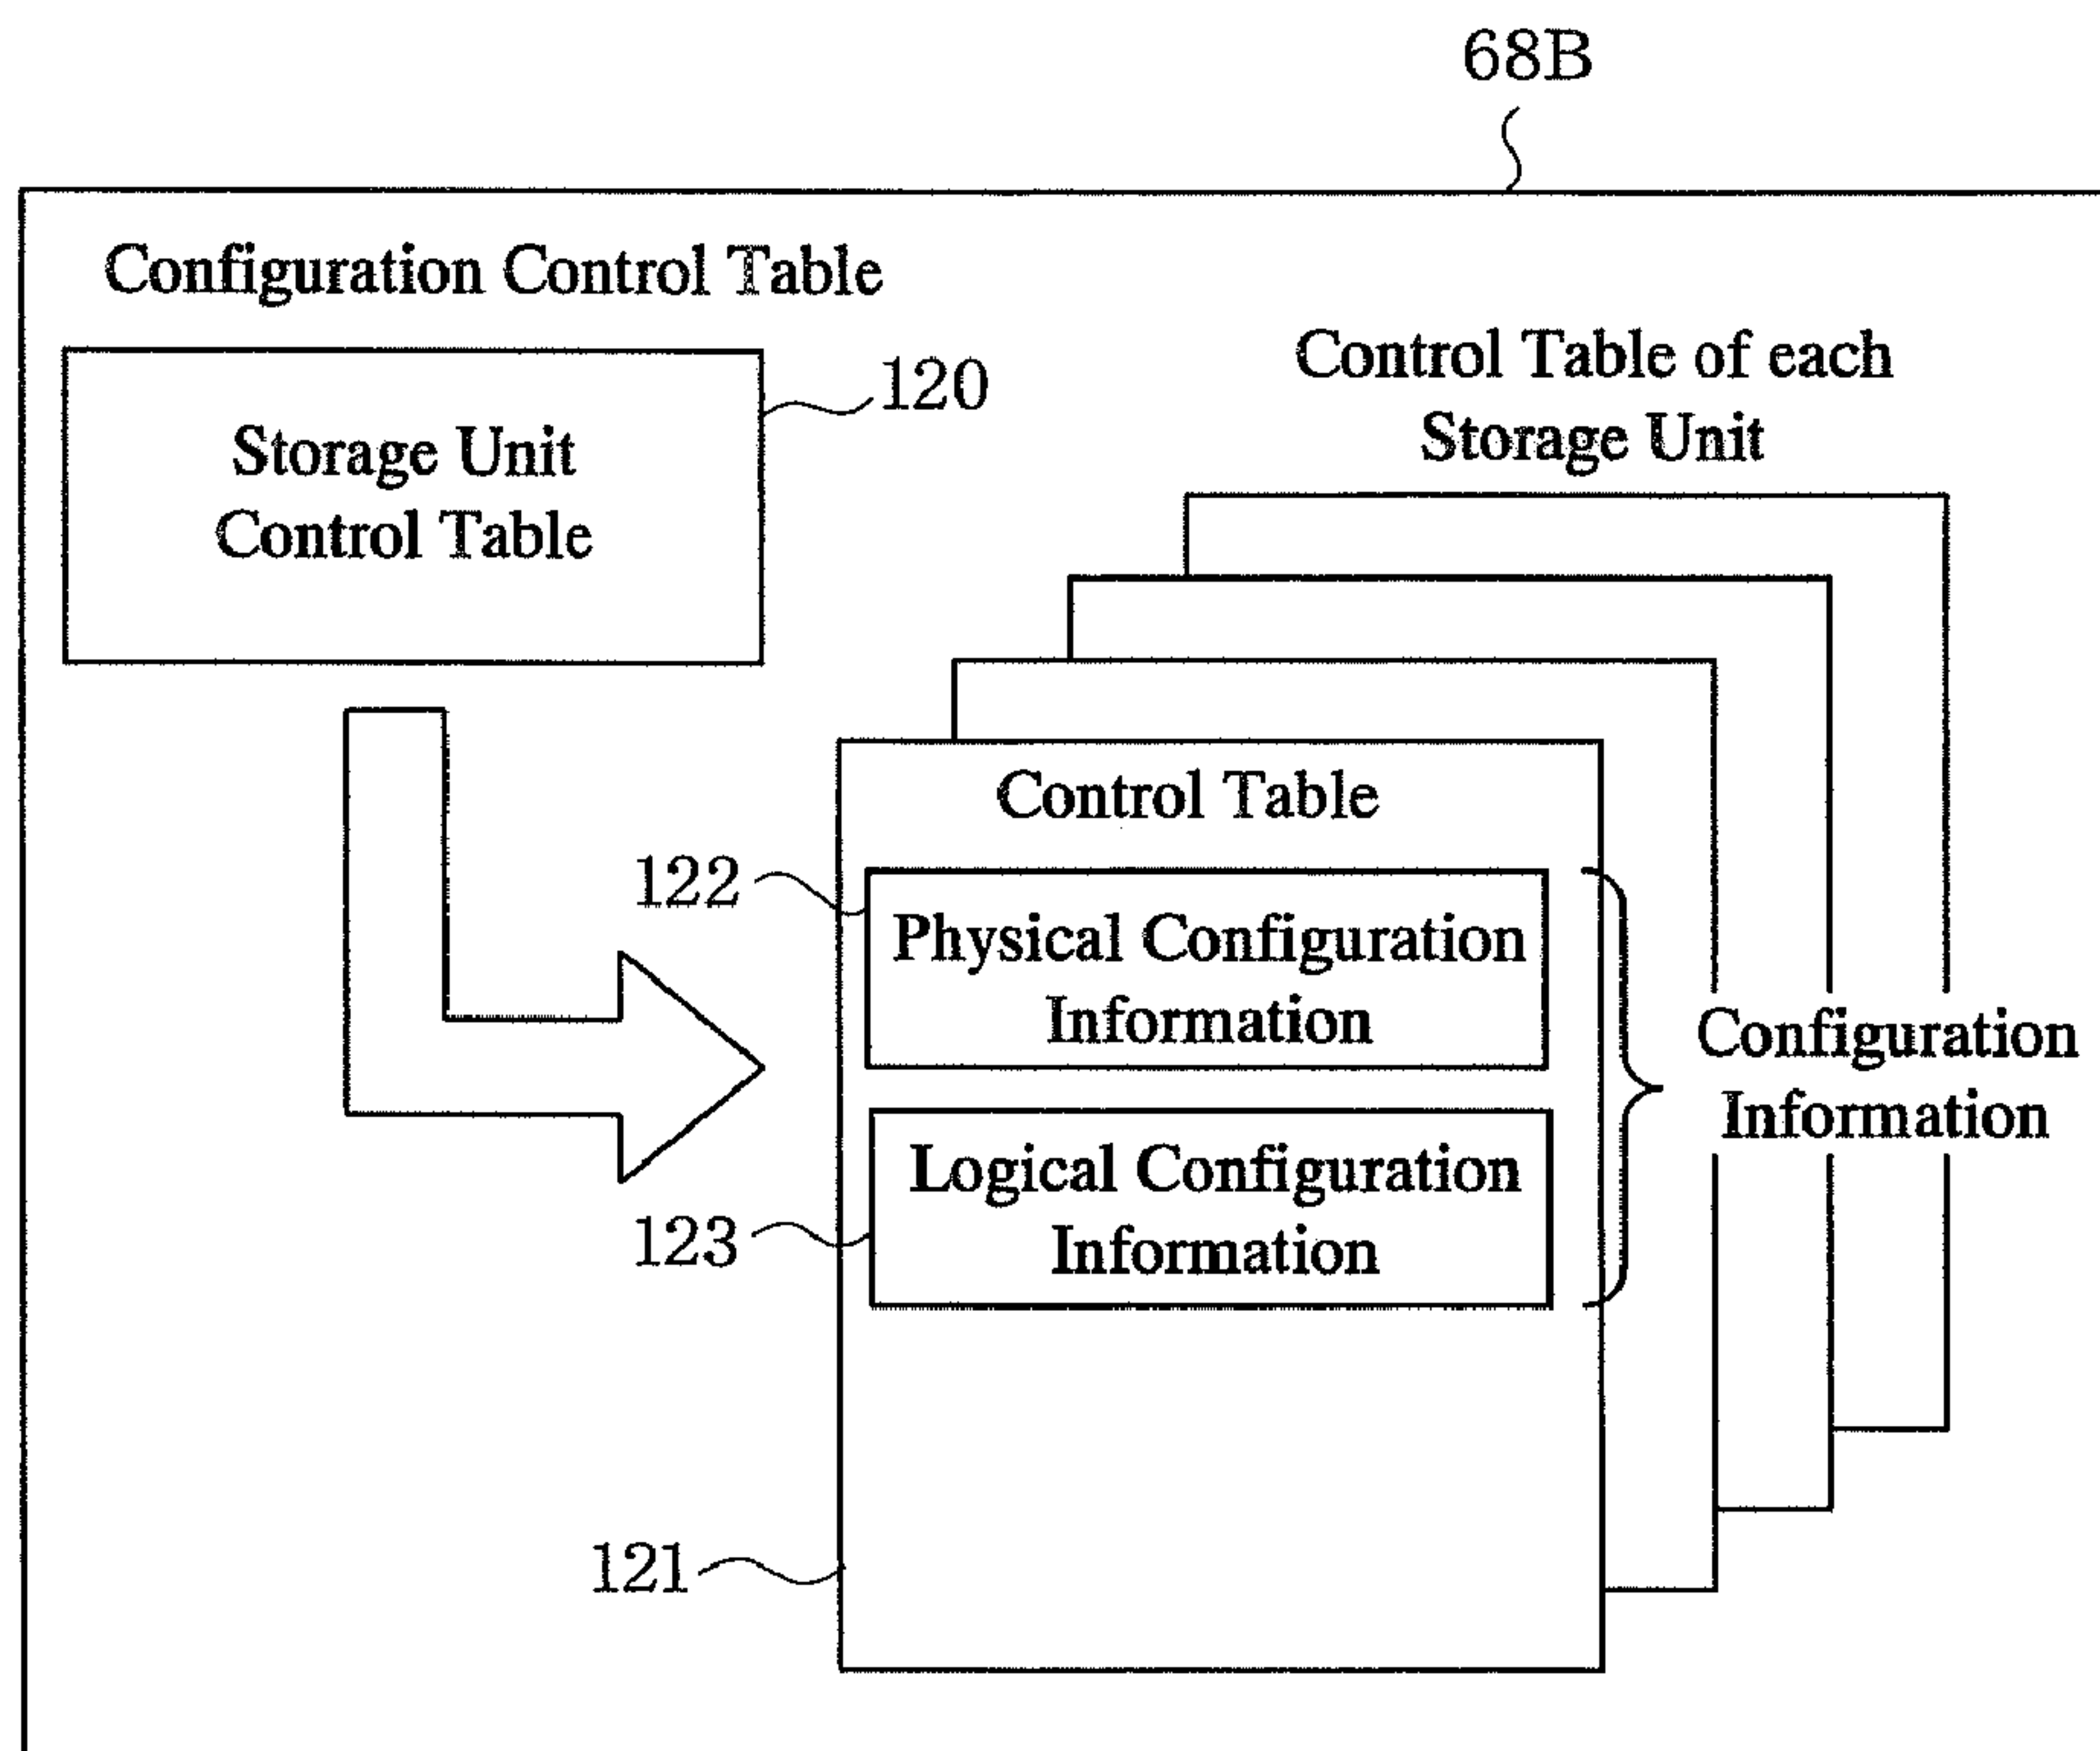 68B
Configuration Control Table
120
Storage Unit
Control Table
Control Table of each
Storage Unit
Control Table
122
Physical Configuration
Information
Configuration
Information
123
Logical Configuration
Information
121